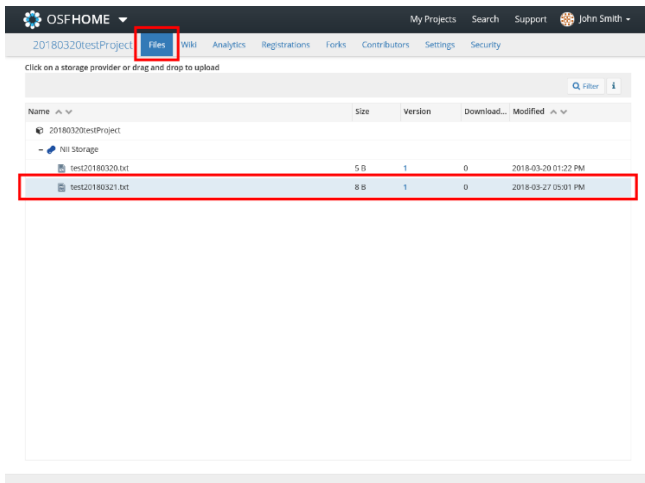 OSFHOME My Projects Search Support John Smith
20180320testProject Files Wiki Analytics Registrations Forks Contributors Settings Security
Click on a storage provider or drag and drop to upload
Filter i
Name Size Version Download... Modified
20180320testProject
– NII Storage
test20180320.txt 5 B 1 0 2018-03-20 01:22 PM
test20180321.txt 8 B 1 0 2018-03-27 05:01 PM